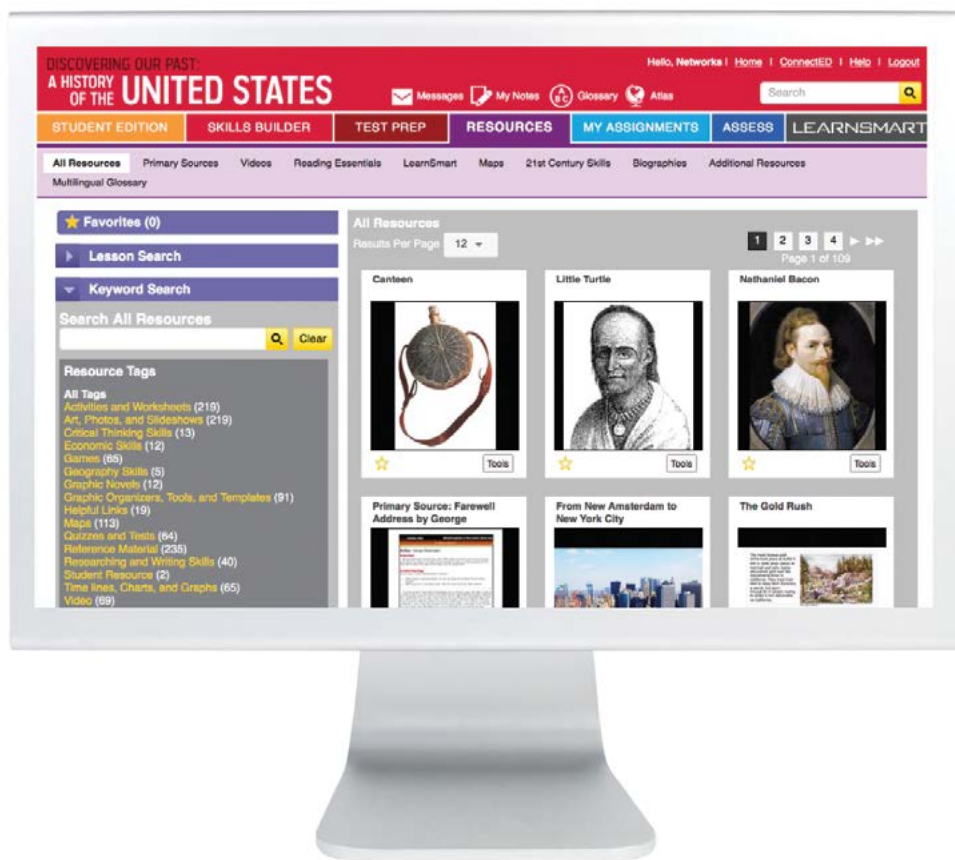 DISCOVERING OUR PAST:
A HISTORY OF THE UNITED STATES
Hello, Networks | Home | ConnectED | Help | Logout
Messages My Notes Glossary Atlas
Search
STUDENT EDITION SKILLS BUILDER TEST PREP RESOURCES MY ASSIGNMENTS ASSESS LEARNSMART
All Resources Primary Sources Videos Reading Essentials LearnSmart Maps 21st Century Skills Biographies Additional Resources
Multilingual Glossary
Favorites (0)
Lesson Search
Keyword Search
Search All Resources
Clear
Resource Tags
All Tags
Activities and Worksheets (219)
Art, Photos, and Slideshows (219)
Critical Thinking Skills (13)
Economic Skills (12)
Games (65)
Geography Skills (5)
Graphic Novels (12)
Graphic Organizers, Tools, and Templates (91)
Helpful Links (19)
Maps (113)
Quizzes and Tests (64)
Reference Material (235)
Researching and Writing Skills (40)
Student Resource (2)
Time lines, Charts, and Graphs (65)
Video (69)
All Resources
Results Per Page 12
1 2 3 4
Page 1 of 109
Canteen
Tools
Little Turtle
Tools
Nathaniel Bacon
Tools
Primary Source: Farewell
Address by George
From New Amsterdam to
New York City
The Gold Rush